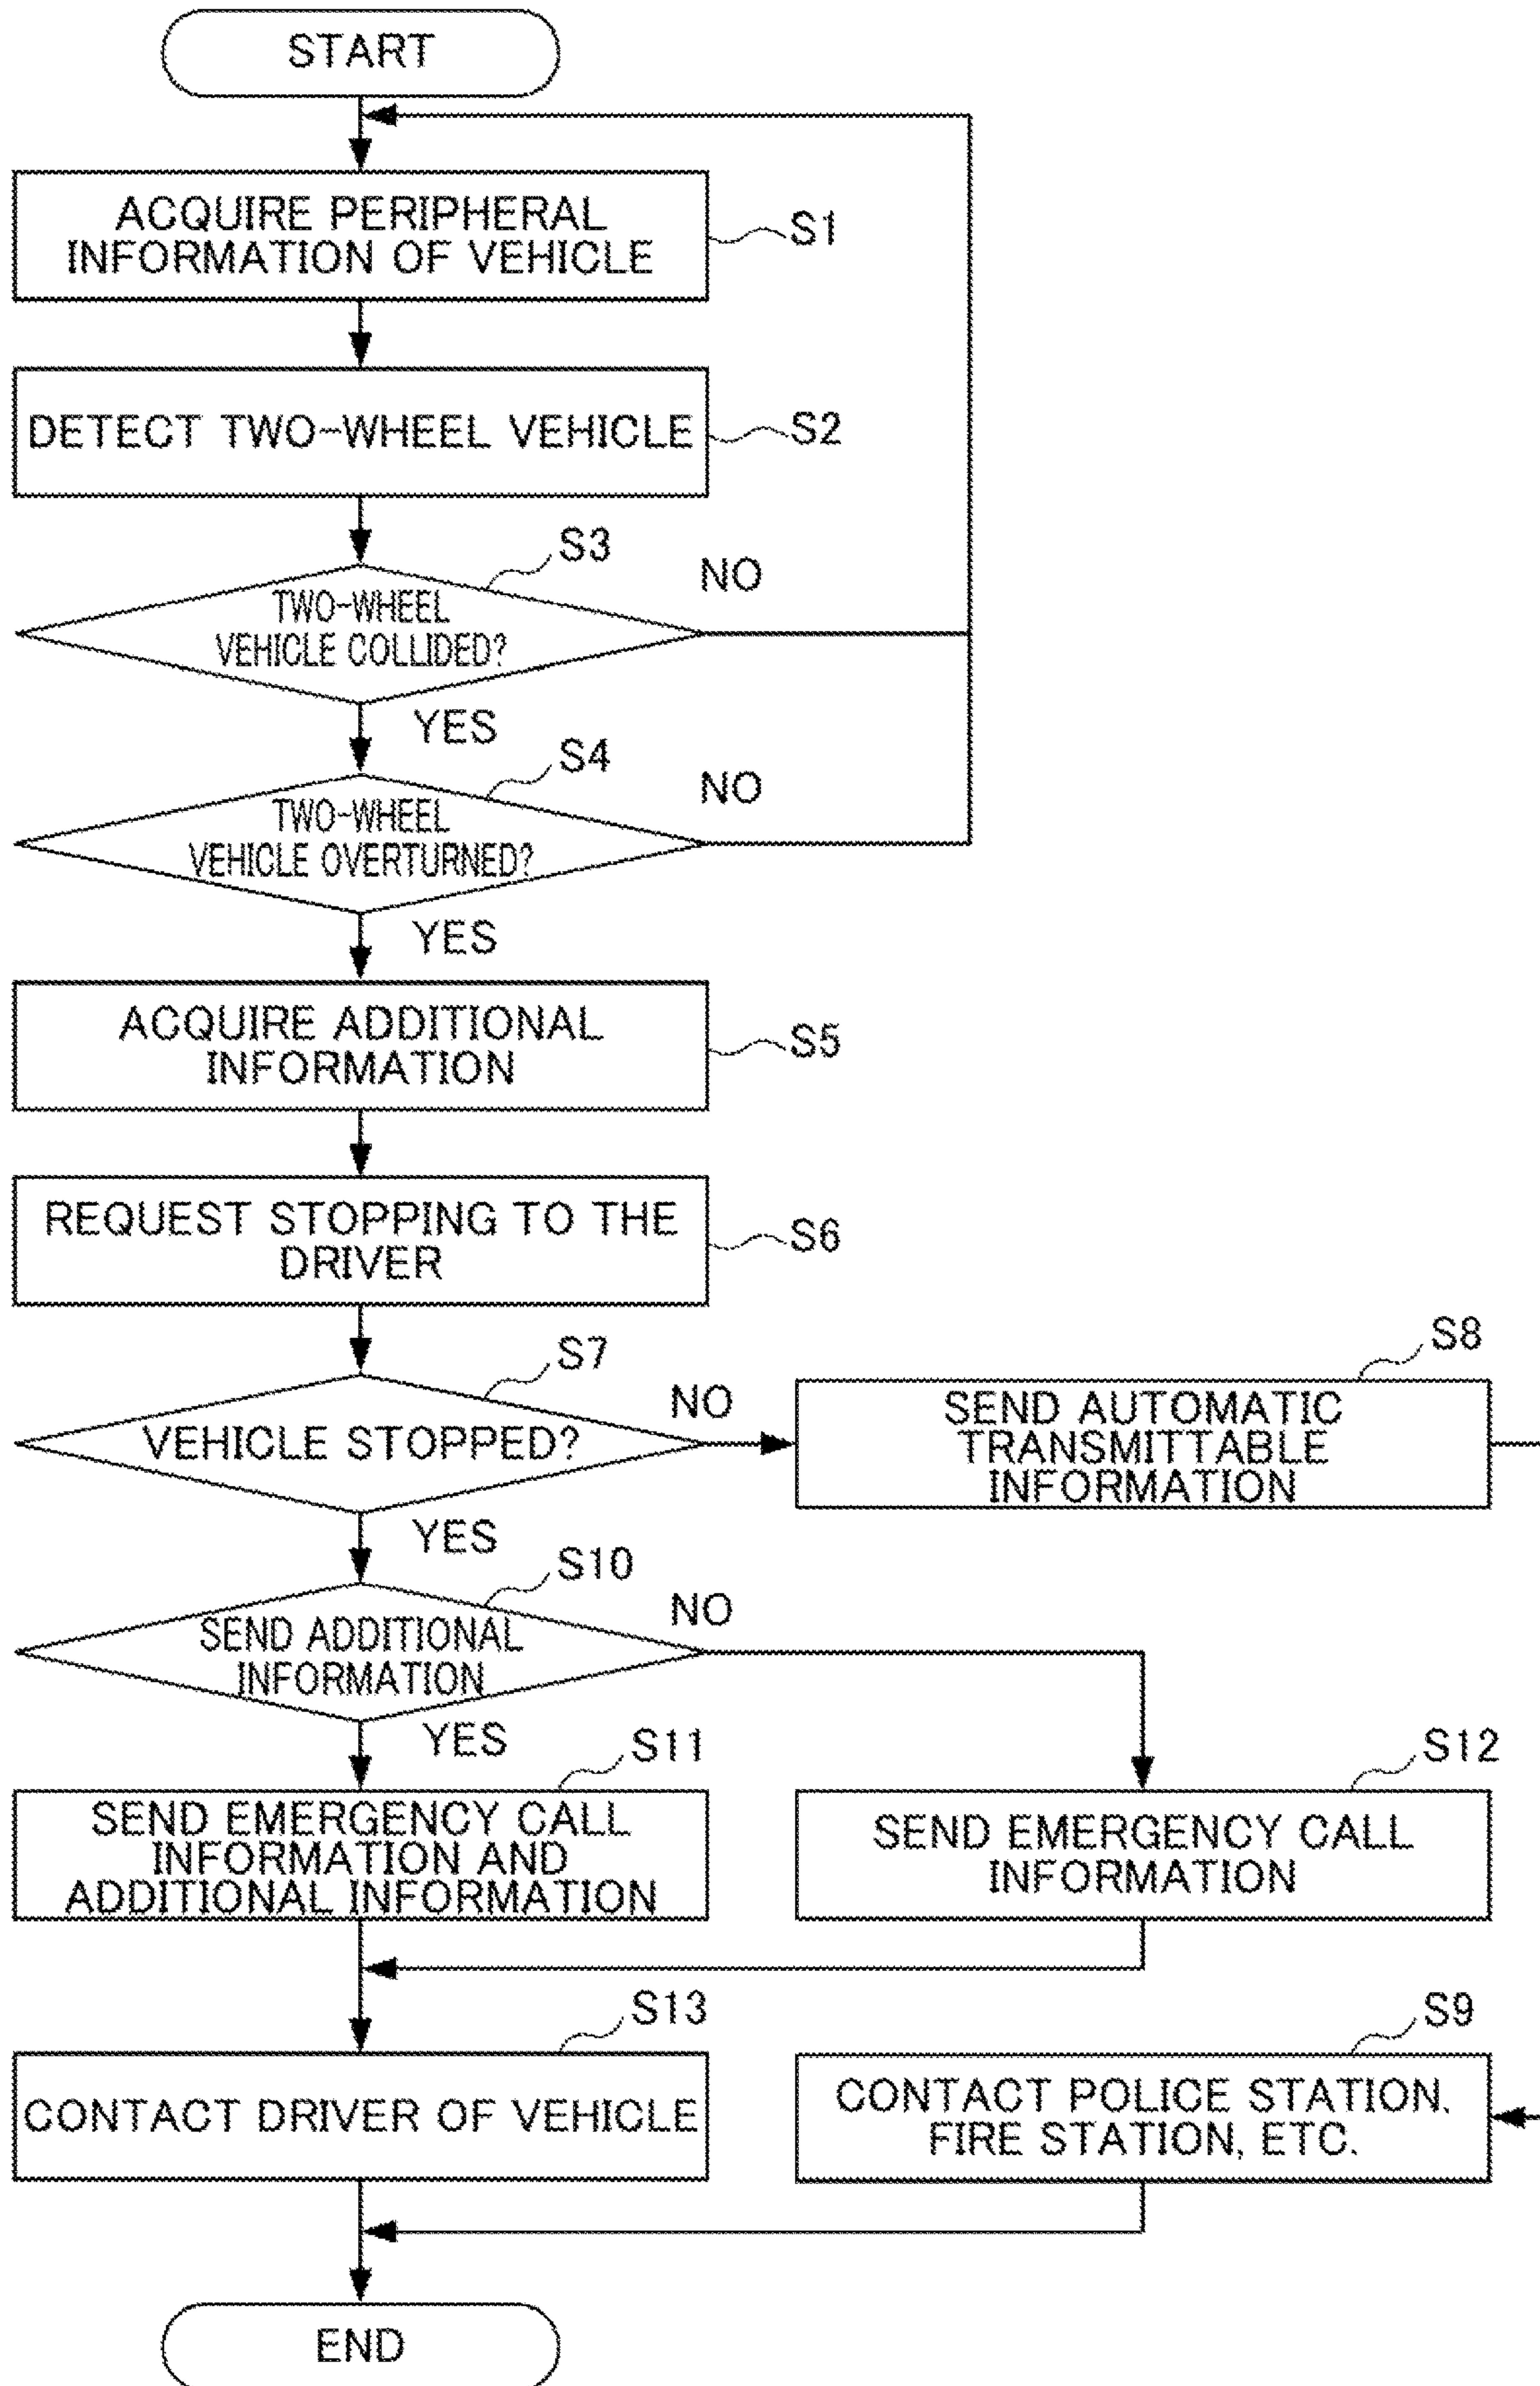 START
ACQUIRE PERIPHERAL
INFORMATION OF VEHICLE
S1
DETECT TWO-WHEEL VEHICLE
S2
S3
TWO-WHEEL
VEHICLE COLLIDED?
NO
YES
S4
TWO-WHEEL
VEHICLE OVERTURNED?
NO
YES
ACQUIRE ADDITIONAL
INFORMATION
S5
REQUEST STOPPING TO THE
DRIVER
S6
S7
VEHICLE STOPPED?
NO
S8
SEND AUTOMATIC
TRANSMITTABLE
INFORMATION
YES
S10
SEND ADDITIONAL
INFORMATION
NO
YES
S11
SEND EMERGENCY CALL
INFORMATION AND
ADDITIONAL INFORMATION
S12
SEND EMERGENCY CALL
INFORMATION
S13
CONTACT DRIVER OF VEHICLE
S9
CONTACT POLICE STATION,
FIRE STATION, ETC.
END